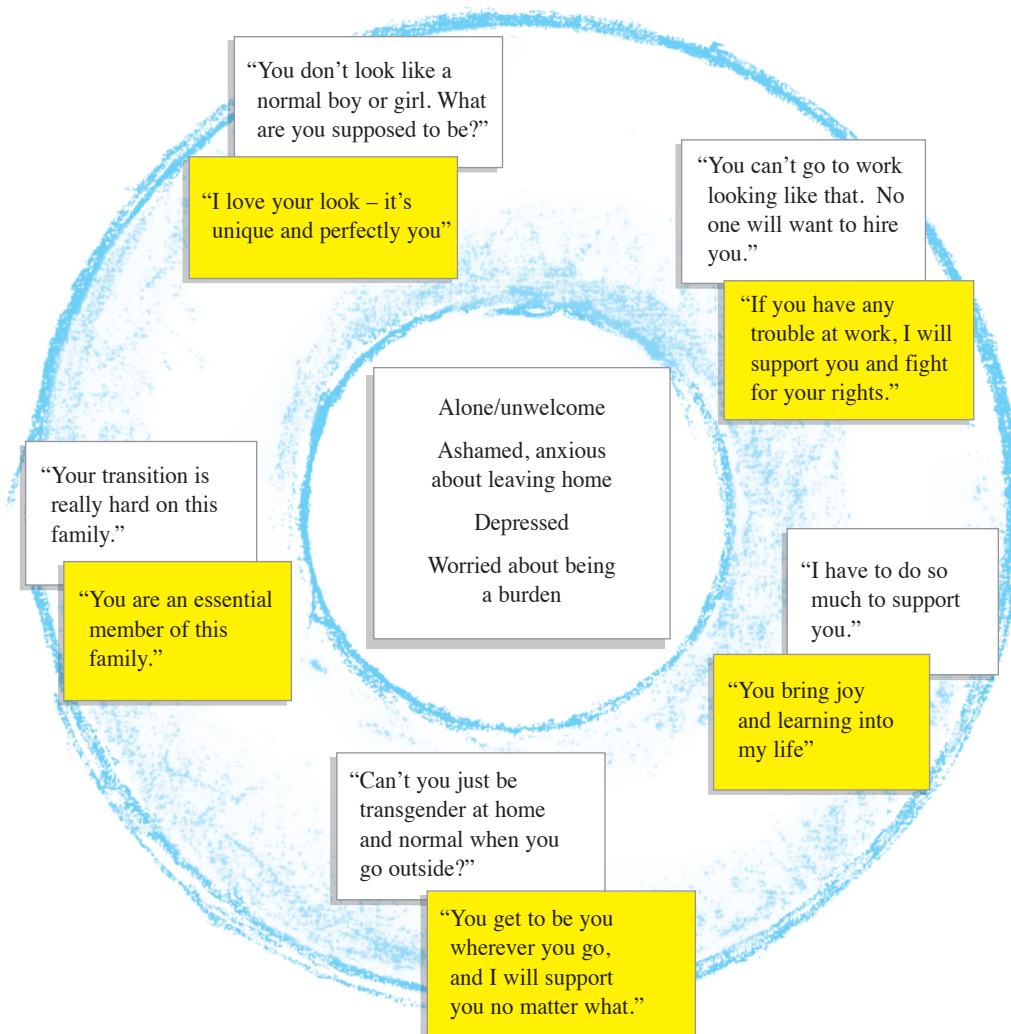 “You don’t look like a
normal boy or girl. What
are you supposed to be?”
“I love your look – it’s
unique and perfectly you”
“You can’t go to work
looking like that.  No
one will want to hire
you.”
“If you have any
trouble at work, I will
support you and fight
for your rights.”
Alone/unwelcome
Ashamed, anxious
about leaving home
Depressed
Worried about being
a burden
“Your transition is
really hard on this
family.”
“You are an essential
member of this
family.”
“I have to do so
much to support
you.”
“You bring joy
and learning into
my life”
“Can’t you just be
transgender at home
and normal when you
go outside?”
“You get to be you
wherever you go,
and I will support
you no matter what.”